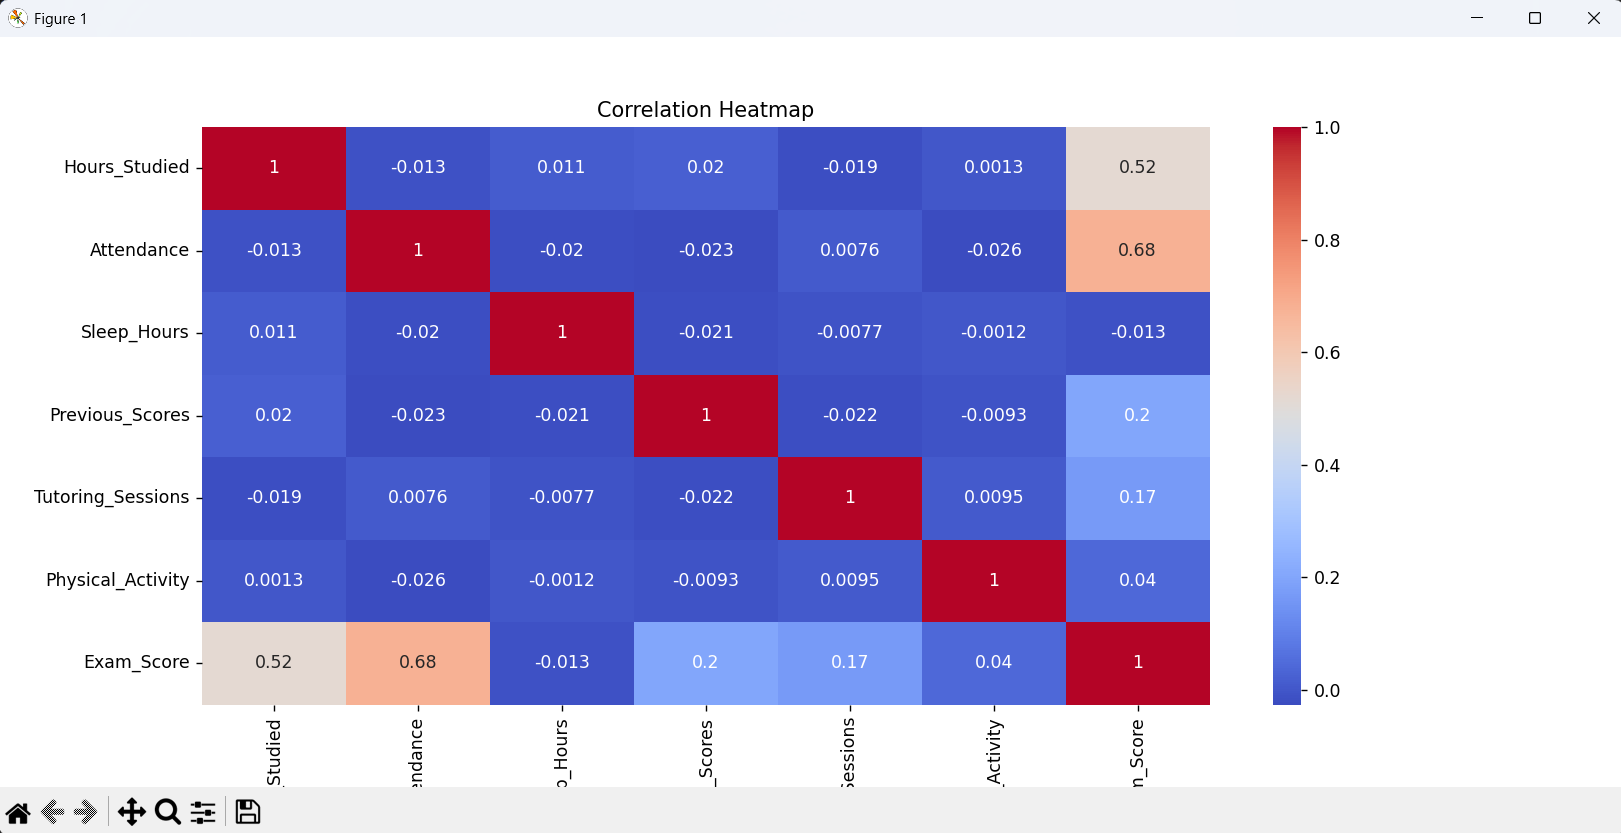 Figure 1
Correlation Heatmap
Hours_Studied 1 -0.013 0.011 0.02 -0.019 0.0013 0.52
Attendance -0.013 1 -0.02 -0.023 0.0076 -0.026 0.68
Sleep_Hours 0.011 -0.02 1 -0.021 -0.0077 -0.0012 -0.013
Previous_Scores 0.02 -0.023 -0.021 1 -0.022 -0.0093 0.2
Tutoring_Sessions -0.019 0.0076 -0.0077 -0.022 1 0.0095 0.17
Physical_Activity 0.0013 -0.026 -0.0012 -0.0093 0.0095 1 0.04
Exam_Score 0.52 0.68 -0.013 0.2 0.17 0.04 1
_Studied endance _Hours _Scores Sessions _Activity _Score
1.0
0.8
0.6
0.4
0.2
0.0